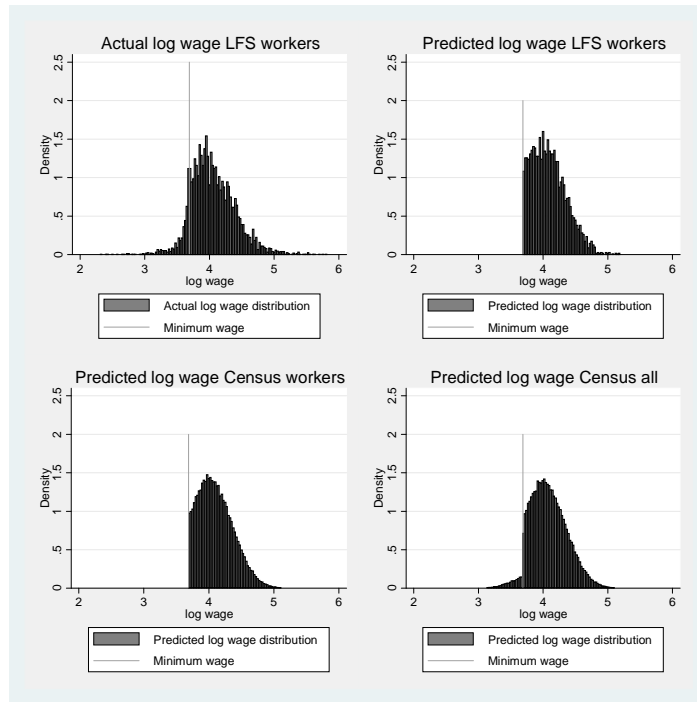 Actual log wage LFS workers
Density
0 .5 1 1.5 2 2.5
2 3 4 5 6
log wage
Actual log wage distribution
Minimum wage
Predicted log wage LFS workers
Density
0 .5 1 1.5 2 2.5
2 3 4 5 6
log wage
Predicted log wage distribution
Minimum wage
Predicted log wage Census workers
Density
0 .5 1 1.5 2 2.5
2 3 4 5 6
log wage
Predicted log wage distribution
Minimum wage
Predicted log wage Census all
Density
0 .5 1 1.5 2 2.5
2 3 4 5 6
log wage
Predicted log wage distribution
Minimum wage